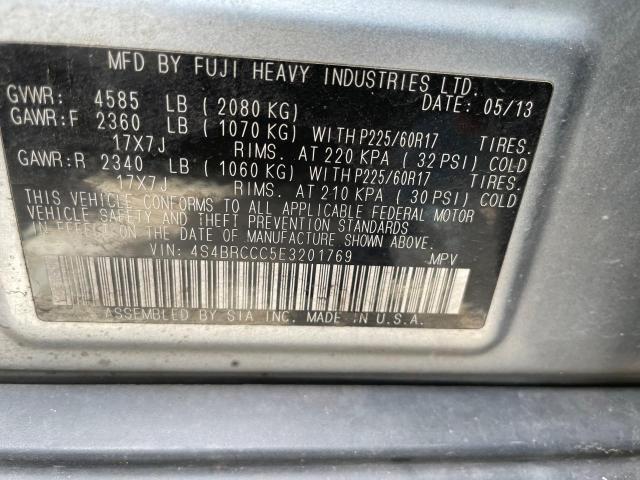 MFD BY FUJI HEAVY INDUSTRIES LTD.
GVWR: 4585 LB ( 2080 KG) DATE: 05/13
GAWR:F 2360 LB ( 1070 KG) WITH P225/60R17 TIRES.
17X7J RIMS. AT 220 KPA ( 32 PSI) COLD
GAWR:R 2340 LB ( 1060 KG) WITH P225/60R17 TIRES.
17X7J RIMS. AT 210 KPA ( 30 PSI) COLD
THIS VEHICLE CONFORMS TO ALL APPLICABLE FEDERAL MOTOR
VEHICLE SAFETY AND THEFT PREVENTION STANDARDS
IN EFFECT ON THE DATE OF MANUFACTURE SHOWN ABOVE.
VIN: 4S4BRCCC5E3201769 MPV
ASSEMBLED BY SIA INC. MADE IN U.S.A.